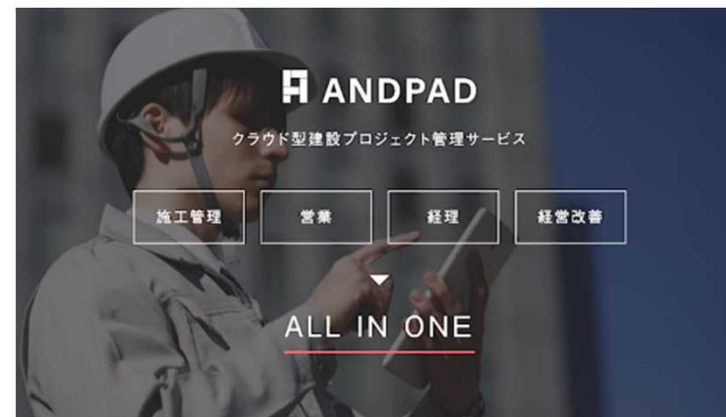 ANDPAD
クラウド型建設プロジェクト管理サービス
施工管理 営業 経理 経営改善
ALL IN ONE